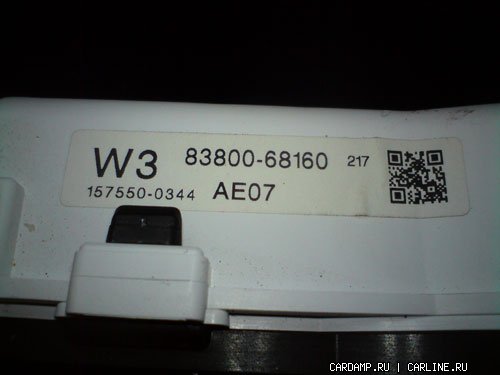 W3 83800-68160 217
157550-0344 AE07
CARDAMP.RU | CARLINE.RU